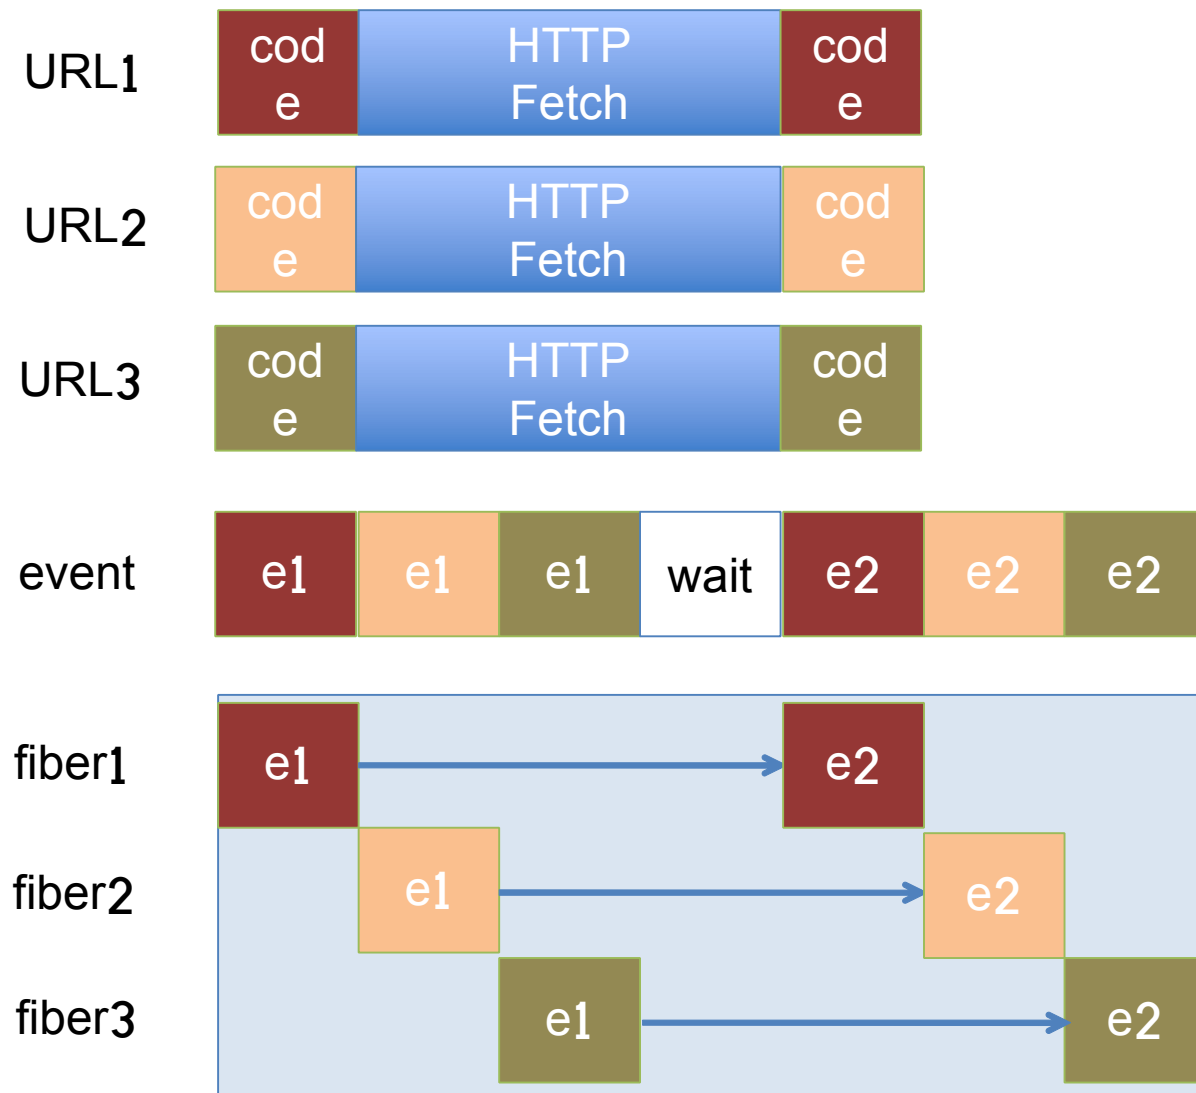 URL1
cod
e
HTTP
Fetch
cod
e
URL2
cod
e
HTTP
Fetch
cod
e
URL3
cod
e
HTTP
Fetch
cod
e
event
e1
e1
e1
wait
e2
e2
e2
fiber1
e1
e2
fiber2
e1
e2
fiber3
e1
e2